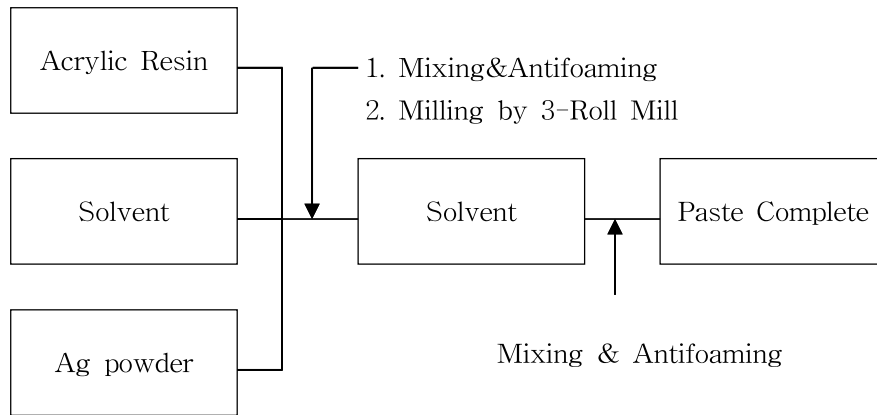 Acrylic Resin
1. Mixing&Antifoaming
2. Milling by 3-Roll Mill
Solvent
Solvent
Paste Complete
Ag powder
Mixing & Antifoaming